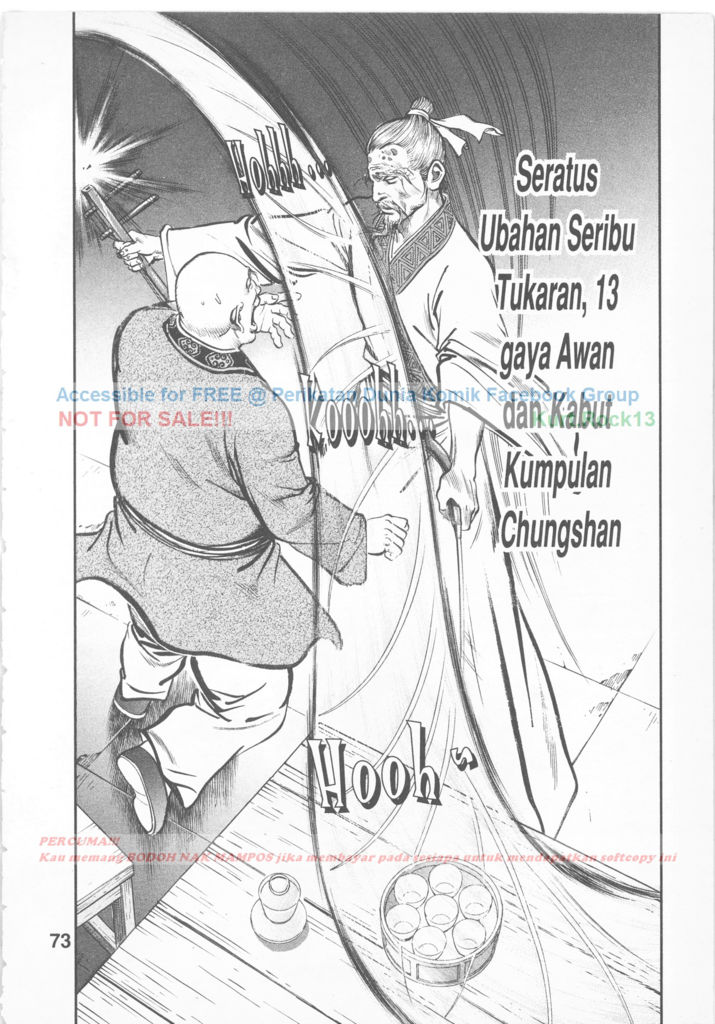 Hohhh...
Seratus
Ubahan Seribu
Tukaran, 13
gaya Awan
dan Kabut
Kumpulan
Chungshan
Kooohh...
Accessible for FREE @ Perikatan Dunia Komik Facebook Group
NOT FOR SALE!!!
Hooh
PERCUMA!!!
Kau memang BODOH NAK MAMPOS jika membayar pada sesiapa untuk mendapatkan softcopy ini
73